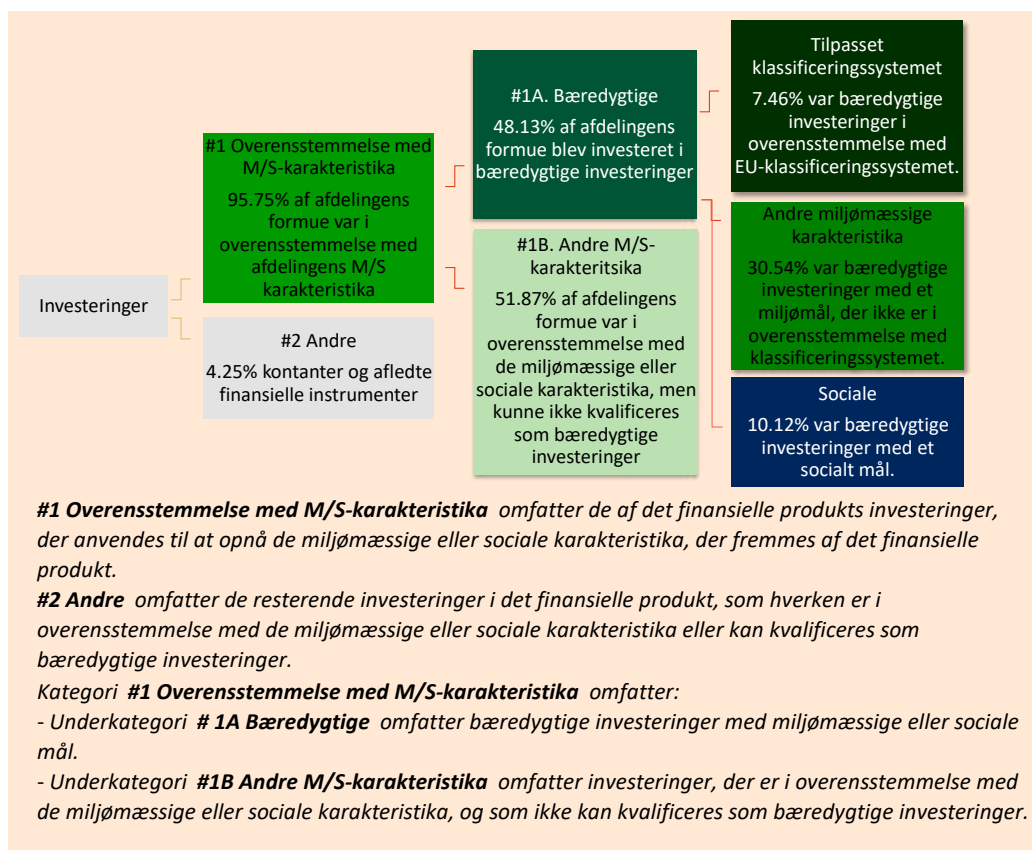 Investeringer
#1 Overensstemmelse med
M/S-karakteristika
95.75% af afdelingens
formue var i
overensstemmelse med
afdelingens M/S
karakteristika
#2 Andre
4.25% kontanter og afledte
finansielle instrumenter
#1A. Bæredygtige
48.13% af afdelingens
formue blev investeret i
bæredygtige investeringer
#1B. Andre M/S-
karakteritsika
51.87% af afdelingens
formue var i
overensstemmelse med
de miljømæssige eller
sociale karakteristika, men
kunne ikke kvalificeres
som bæredygtige
investeringer
Tilpasset
klassificeringssystemet
7.46% var bæredygtige
investeringer i
overensstemmelse med
EU-klassificeringssystemet.
Andre miljømæssige
karakteristika
30.54% var bæredygtige
investeringer med et
miljømål, der ikke er i
overensstemmelse med
klassificeringssystemet.
Sociale
10.12% var bæredygtige
investeringer med et
socialt mål.
#1 Overensstemmelse med M/S-karakteristika omfatter de af det finansielle produkts investeringer,
der anvendes til at opnå de miljømæssige eller sociale karakteristika, der fremmes af det finansielle
produkt.
#2 Andre omfatter de resterende investeringer i det finansielle produkt, som hverken er i
overensstemmelse med de miljømæssige eller sociale karakteristika eller kan kvalificeres som
bæredygtige investeringer.
Kategori #1 Overensstemmelse med M/S-karakteristika omfatter:
- Underkategori # 1A Bæredygtige omfatter bæredygtige investeringer med miljømæssige eller sociale
mål.
- Underkategori #1B Andre M/S-karakteristika omfatter investeringer, der er i overensstemmelse med
de miljømæssige eller sociale karakteristika, og som ikke kan kvalificeres som bæredygtige investeringer.